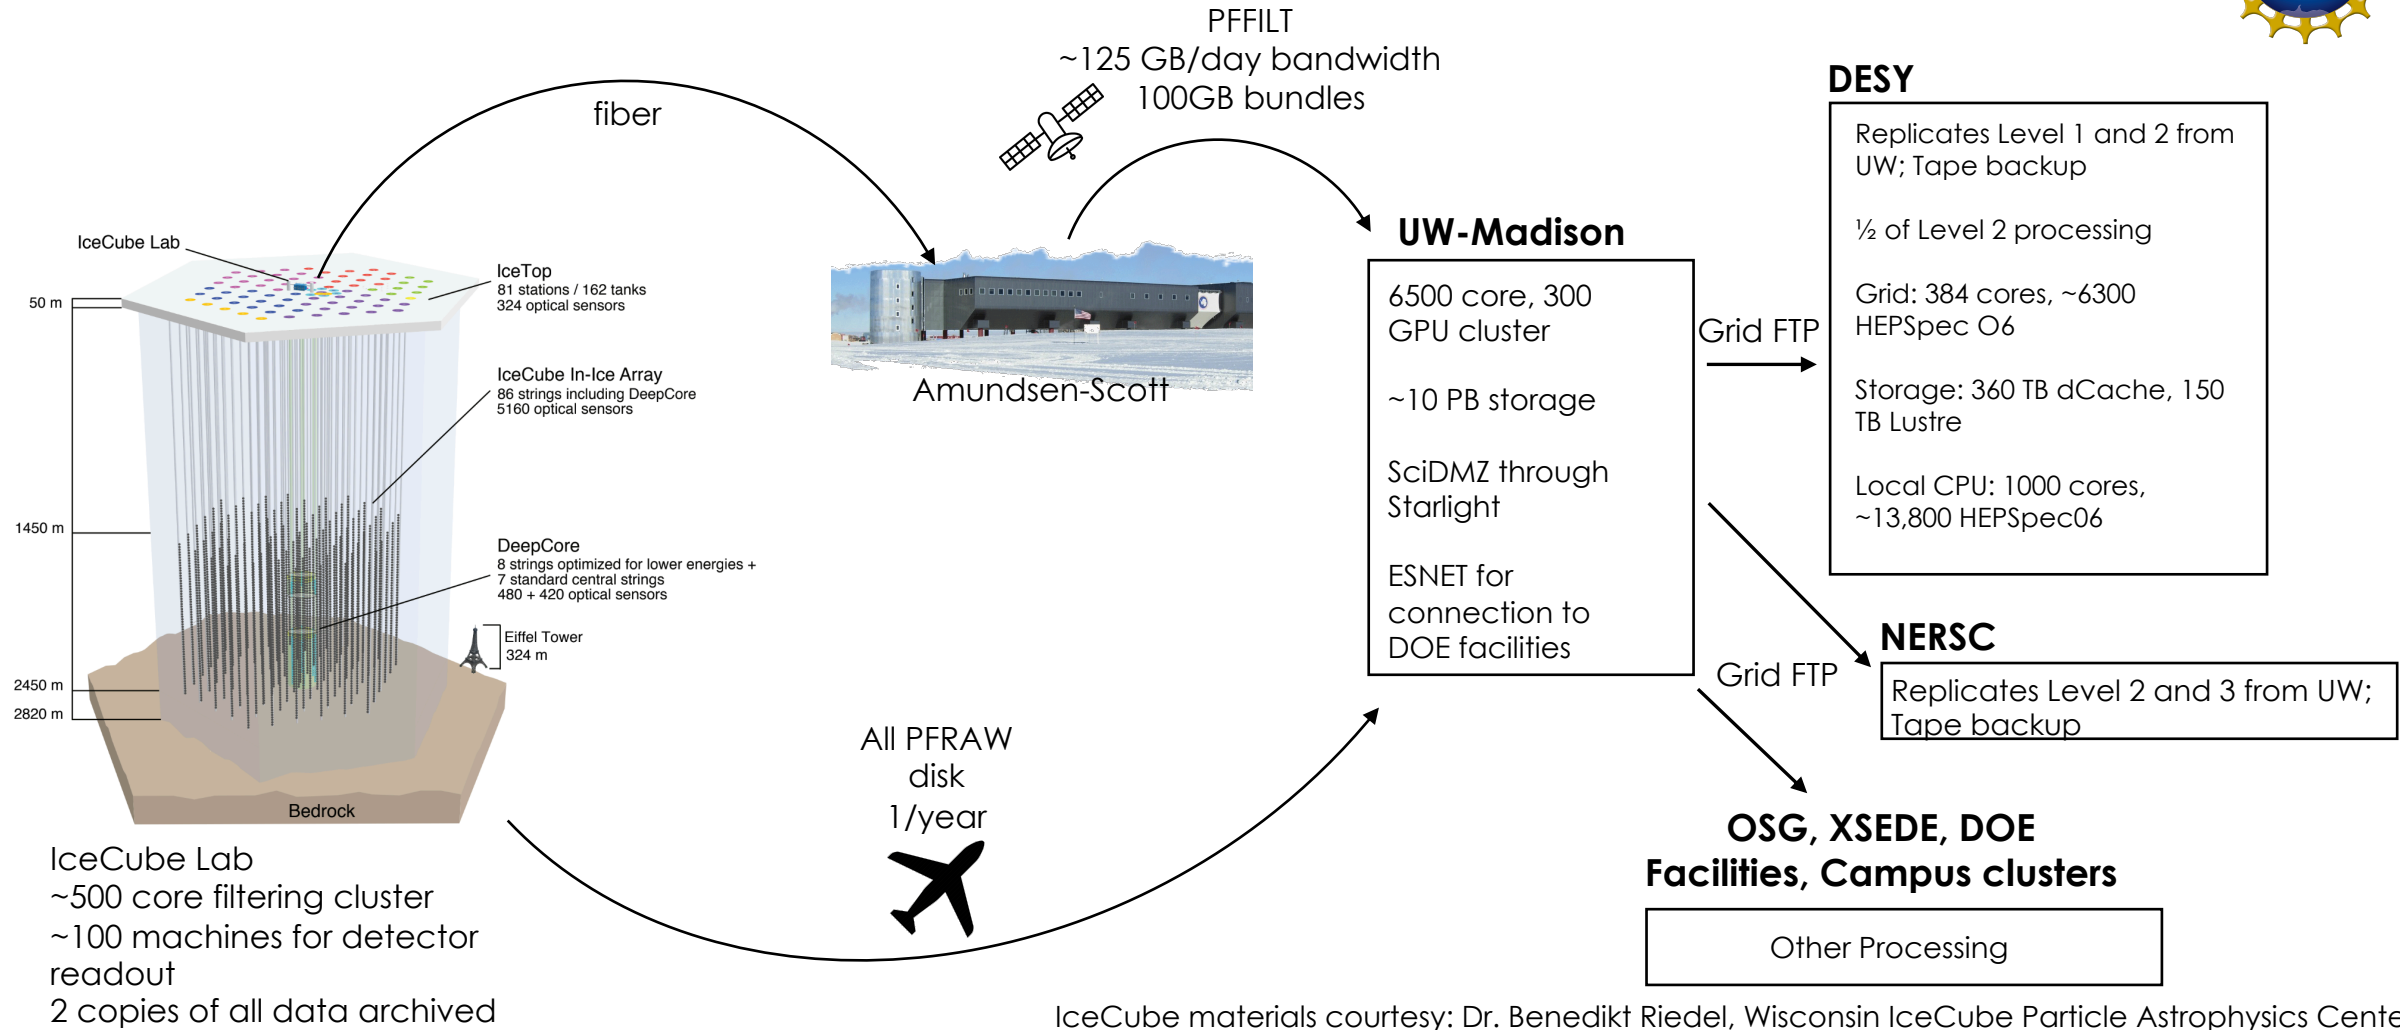 PFFILT
~125 GB/day bandwidth
100GB bundles
fiber
IceCube Lab
50 m
1450 m
2450 m
2820 m
IceTop
81 stations / 162 tanks
324 optical sensors
IceCube In-Ice Array
86 strings including DeepCore
5160 optical sensors
DeepCore
8 strings optimized for lower energies +
7 standard central strings
480 + 420 optical sensors
Eiffel Tower
324 m
Bedrock
IceCube Lab
~500 core filtering cluster
~100 machines for detector
readout
2 copies of all data archived
Amundsen-Scott
All PFRAW
disk
1/year
UW-Madison
6500 core, 300
GPU cluster
~10 PB storage
SciDMZ through
Starlight
ESNET for
connection to
DOE facilities
Grid FTP
Grid FTP
DESY
Replicates Level 1 and 2 from
UW; Tape backup
½ of Level 2 processing
Grid: 384 cores, ~6300
HEPSpec O6
Storage: 360 TB dCache, 150
TB Lustre
Local CPU: 1000 cores,
~13,800 HEPSpec06
NERSC
Replicates Level 2 and 3 from UW;
Tape backup
OSG, XSEDE, DOE
Facilities, Campus clusters
Other Processing
IceCube materials courtesy: Dr. Benedikt Riedel, Wisconsin IceCube Particle Astrophysics Cente